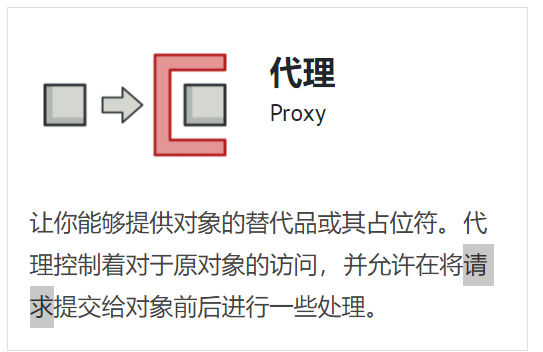 代理
Proxy
让你能够提供对象的替代品或其占位符。代
理控制着对于原对象的访问，并允许在将请
求提交给对象前后进行一些处理。